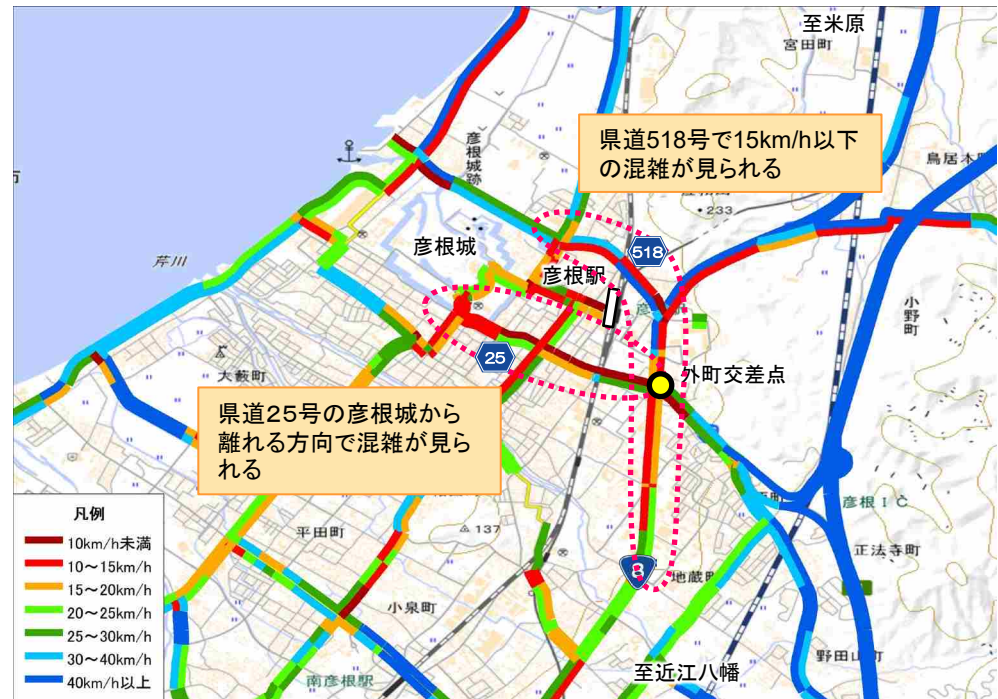 至米原
宮田町
県道518号で15km/h以下
の混雑が見られる
鳥居本
彦根城跡
・233
彦根城
518
彦根駅
芹川
小野町
25
外町交差点
大薮町
県道25号の彦根城から
離れる方向で混雑が見ら
れる
彦根IC
凡例
10km/h未満
10～15km/h
15～20km/h
20～25km/h
25～30km/h
30～40km/h
40km/h以上
平田町
137
正法寺町
8
地蔵町
小泉町
南彦根駅
至近江八幡
野田山町